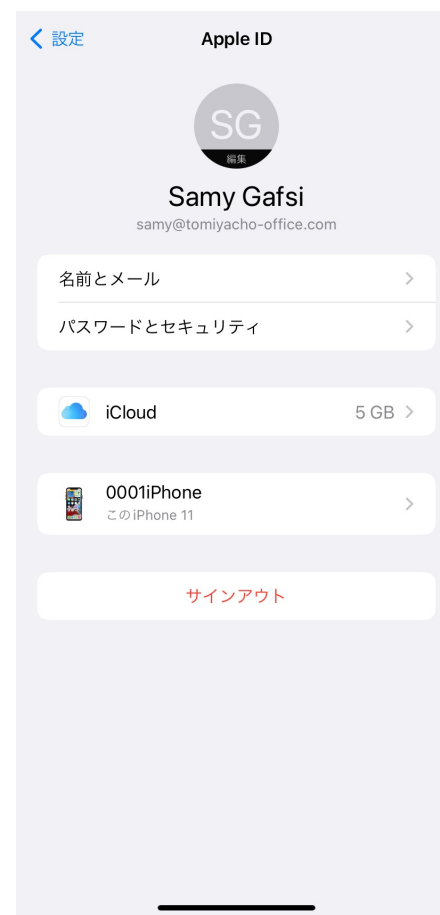 設定
Apple ID
SG
編集
Samy Gafsi
samy@tomiyacho-office.com
名前とメール
パスワードとセキュリティ
iCloud 5 GB
0001iPhone
このiPhone 11
サインアウト